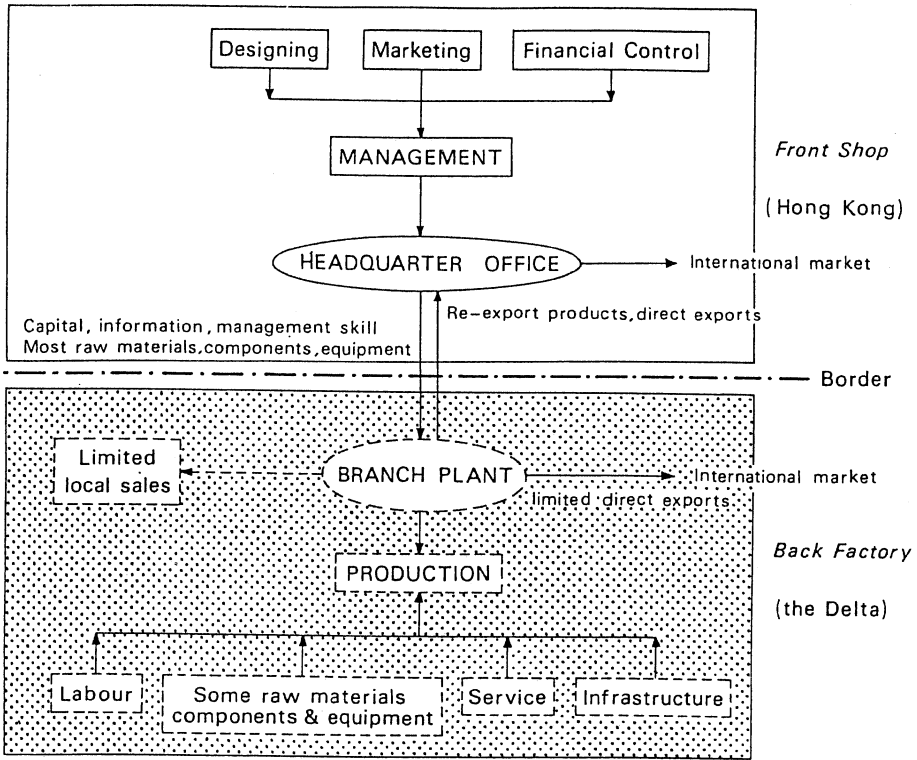 Designing
Marketing
Financial Control
MANAGEMENT
Front Shop
(Hong Kong)
HEADQUARTER OFFICE
International market
Re-export products, direct exports
Capital, information, management skill
Most raw materials, components, equipment
Border
Limited
local sales
BRANCH PLANT
International market
limited direct exports
Back Factory
PRODUCTION
(the Delta)
Labour
Some raw materials
components & equipment
Service
Infrastructure